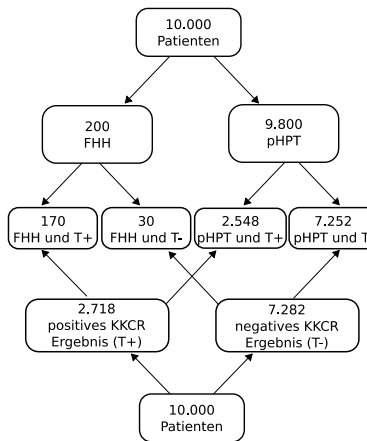 10.000
Patienten
200
FHH
9.800
pHPT
170
FHH und T+
30
FHH und T-
2.548
pHPT und T+
7.252
pHPT und T
2.718
positives KKCR
Ergebnis (T+)
7.282
negatives KKCR
Ergebnis (T-)
10.000
Patienten